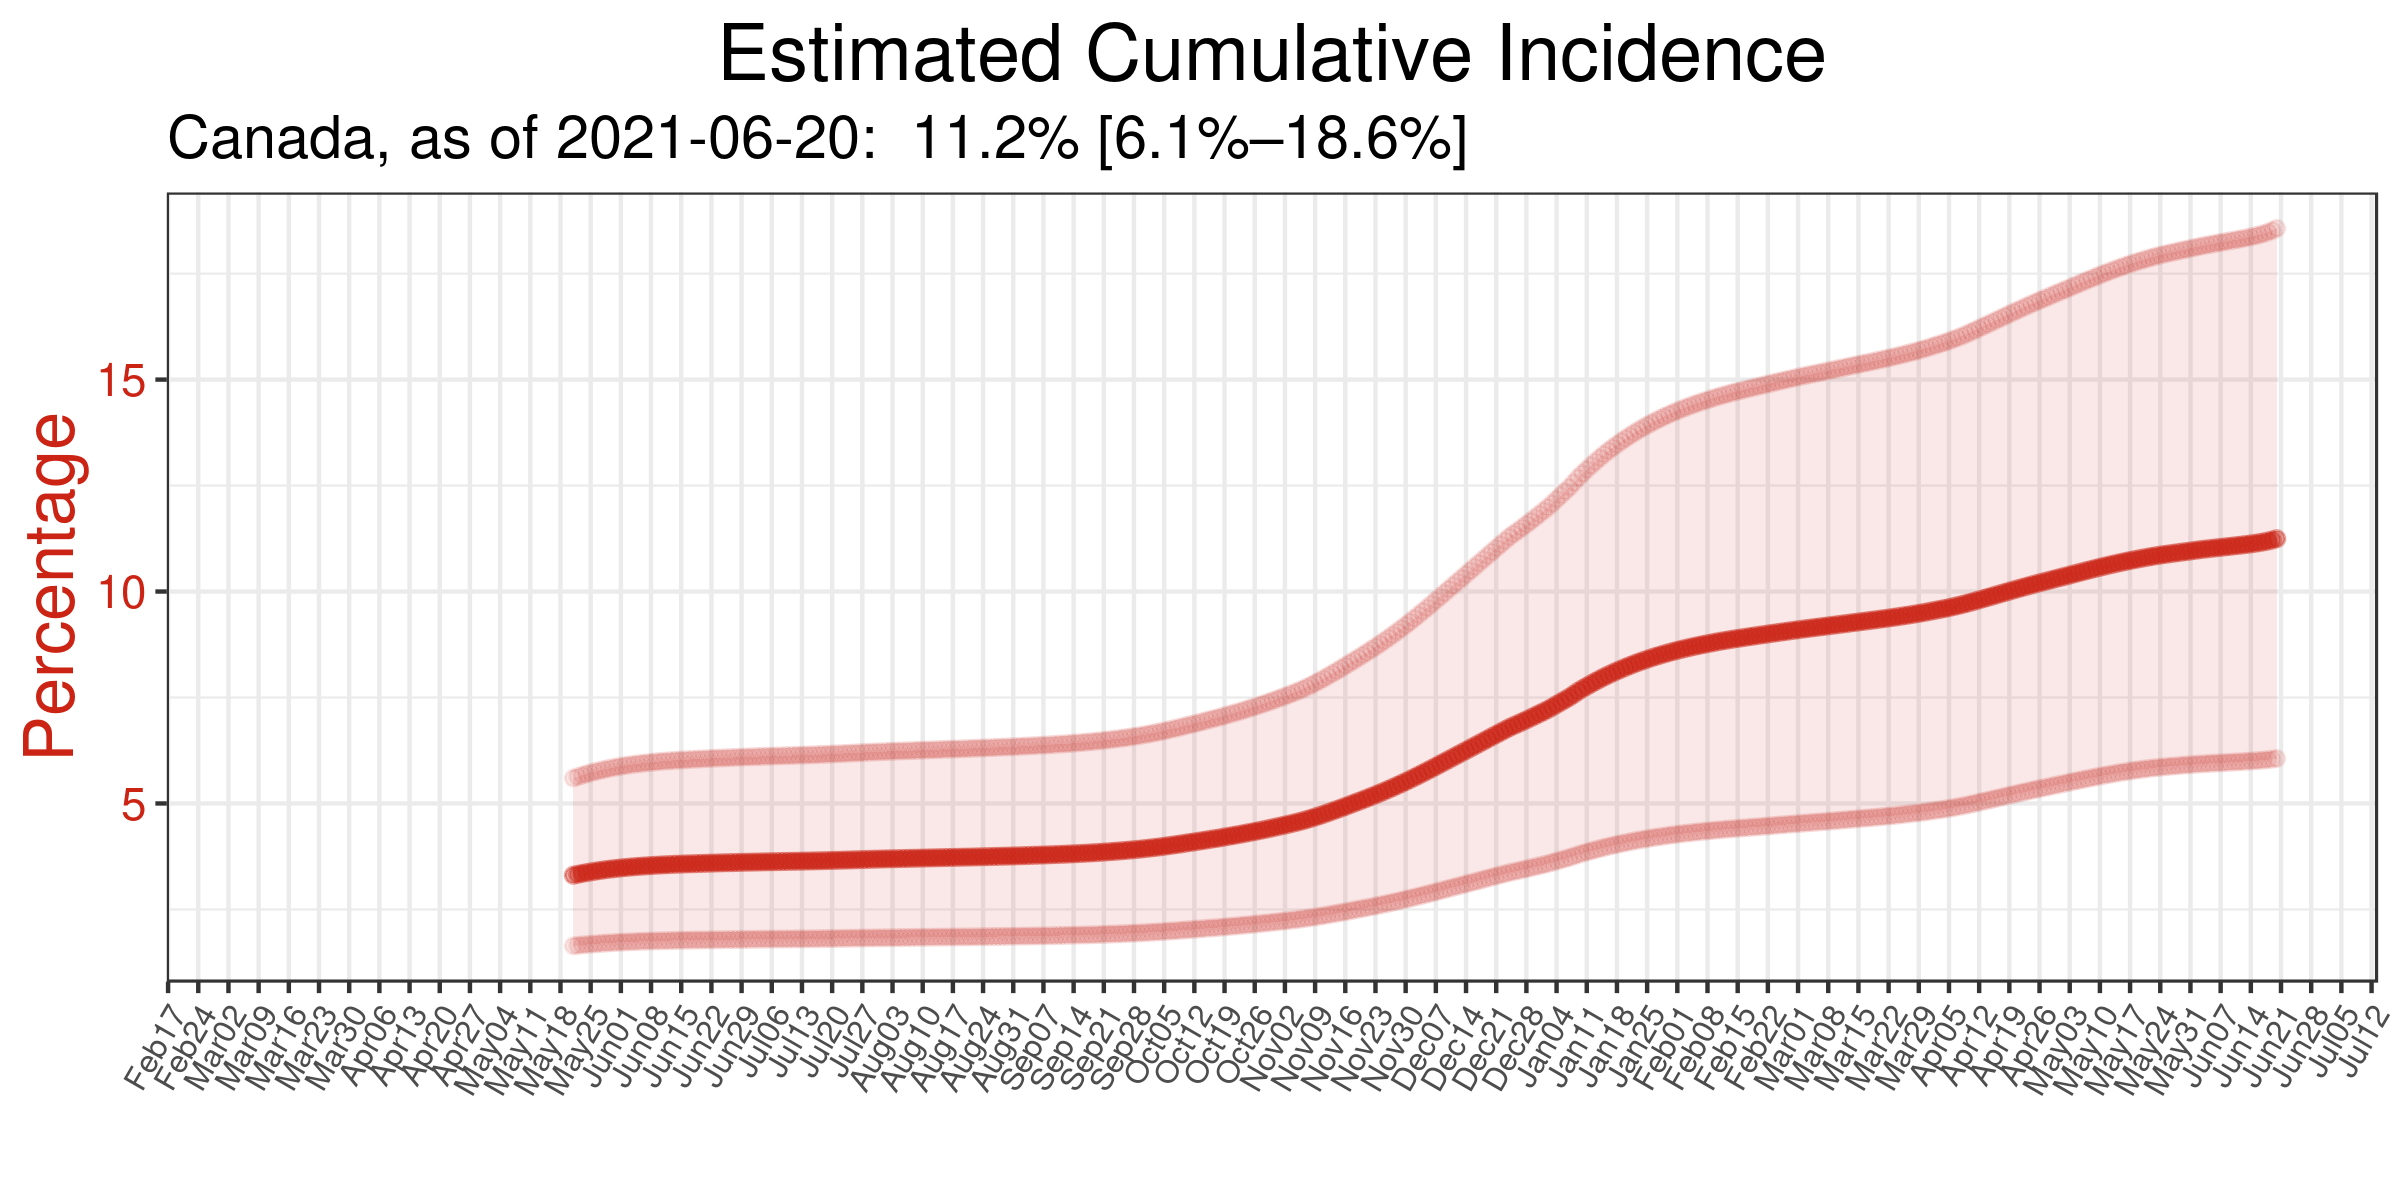 Estimated Cumulative Incidence
Canada, as of 2021-06-20:  11.2% [6.1%–18.6%]
Percentage
15
10
5
Feb17
Feb24
Mar02
Mar09
Mar16
Mar23
Mar30
Apr06
Apr13
Apr20
Apr27
May04
May11
May18
May25
Jun01
Jun08
Jun15
Jun22
Jun29
Jul06
Jul13
Jul20
Jul27
Aug03
Aug10
Aug17
Aug24
Aug31
Sep07
Sep14
Sep21
Sep28
Oct05
Oct12
Oct19
Oct26
Nov02
Nov09
Nov16
Nov23
Nov30
Dec07
Dec14
Dec21
Dec28
Jan04
Jan11
Jan18
Jan25
Feb01
Feb08
Feb15
Feb22
Mar01
Mar08
Mar15
Mar22
Mar29
Apr05
Apr12
Apr19
Apr26
May03
May10
May17
May24
May31
Jun07
Jun14
Jun21
Jun28
Jul05
Jul12